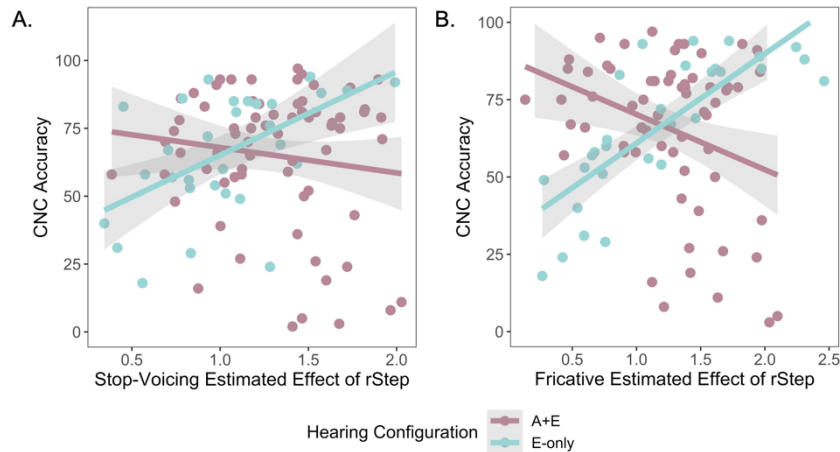 A.
CNC Accuracy
100
75
50
25
0
0.5 1.0 1.5 2.0
Stop-Voicing Estimated Effect of rStep
B.
CNC Accuracy
100
75
50
25
0
0.5 1.0 1.5 2.0 2.5
Fricative Estimated Effect of rStep
Hearing Configuration
A+E
E-only